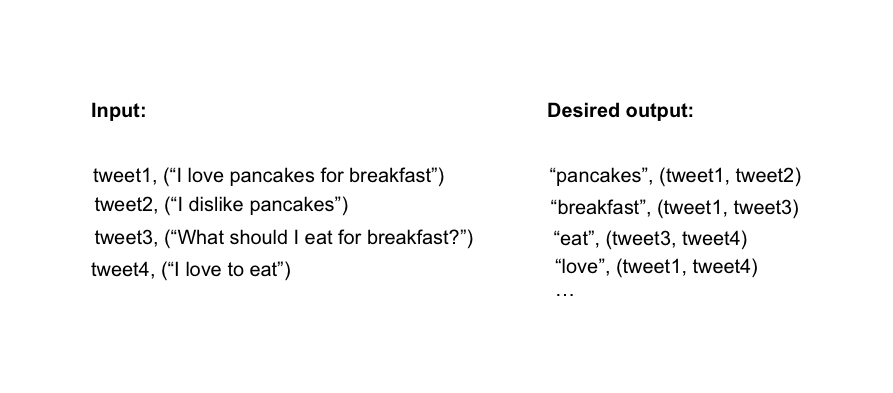 Input:
tweet1, (“I love pancakes for breakfast”)
tweet2, (“I dislike pancakes”)
tweet3, (“What should I eat for breakfast?”)
tweet4, (“I love to eat”)
Desired output:
“pancakes”, (tweet1, tweet2)
“breakfast”, (tweet1, tweet3)
“eat”, (tweet3, tweet4)
“love”, (tweet1, tweet4)
…